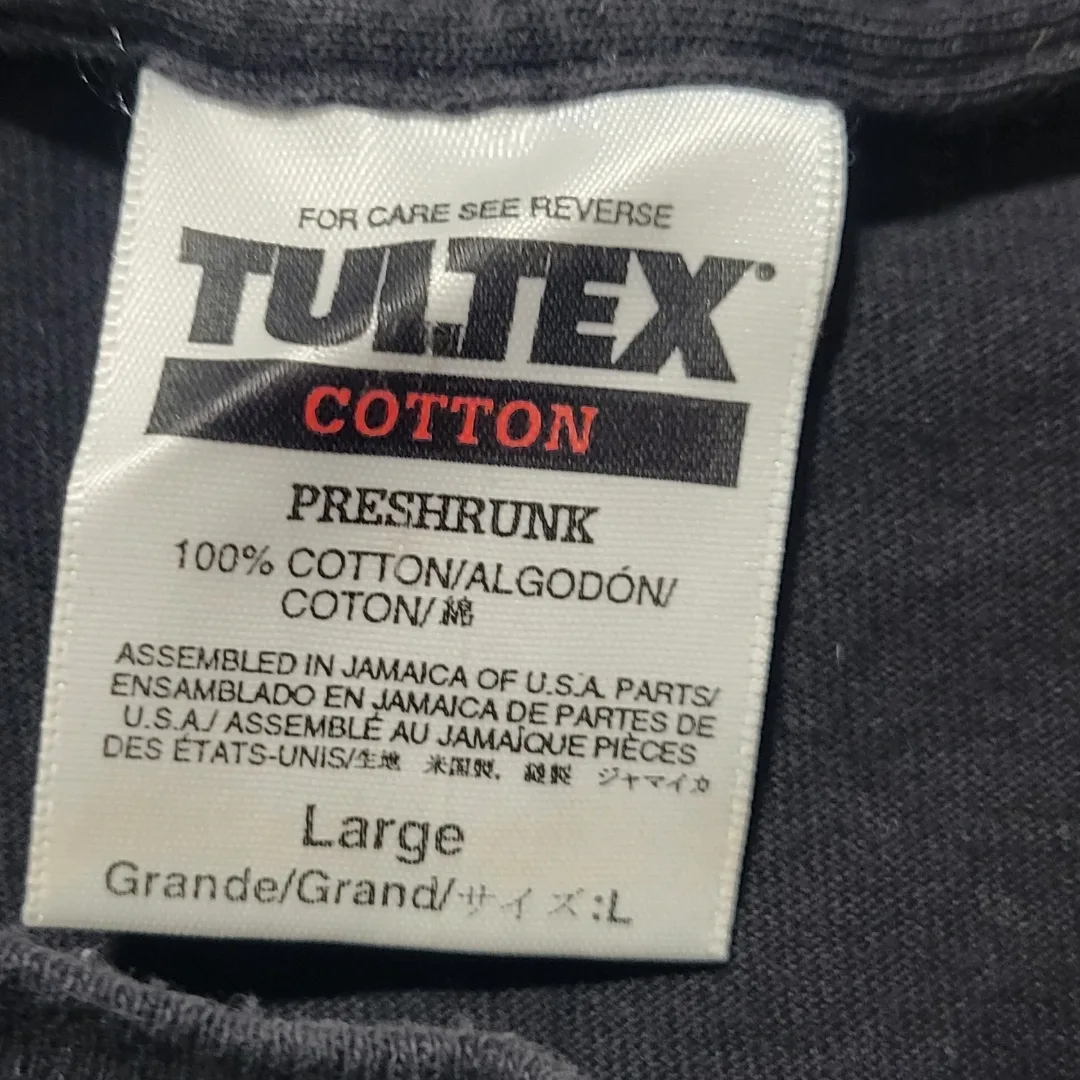 FOR CARE SEE REVERSE
TULTEX®
COTTON
PRESHRUNK
100% COTTON/ALGODÓN/
COTON/綿
ASSEMBLED IN JAMAICA OF U.S.A. PARTS/
ENSAMBLADO EN JAMAICA DE PARTES DE
U.S.A./ ASSEMBLÉ AU JAMAÏQUE PIÈCES
DES ÉTATS-UNIS/生地 米国製, 縫製 ジャマイカ
Large
Grande/Grand/サイズ:L